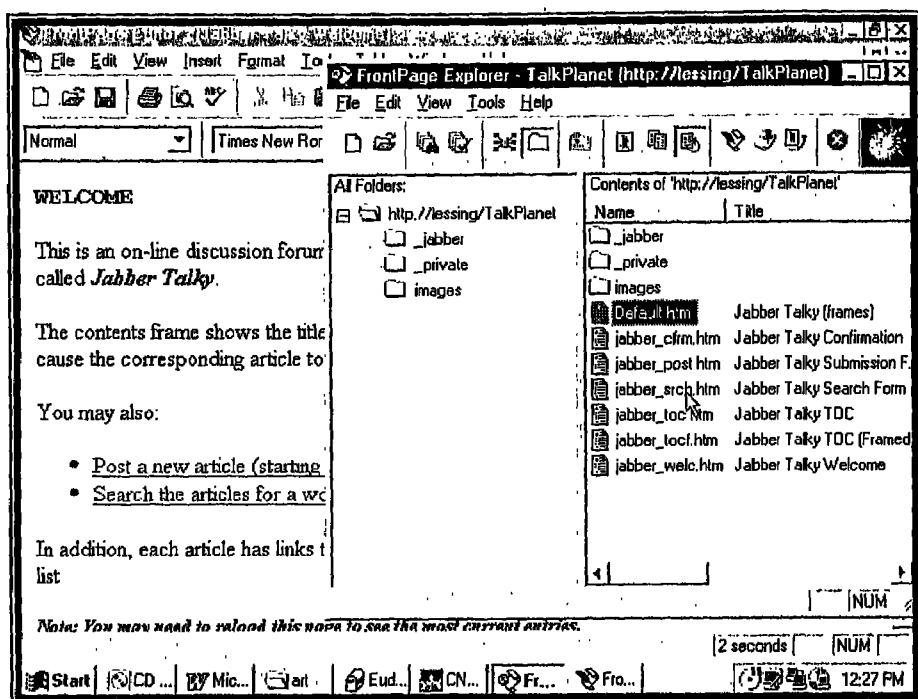 File Edit View Insert Format
FrontPage Explorer - TalkPlanet (http://lessing/TalkPlanet)
File Edit View Tools Help
Normal
Times New Ror
All Folders:
http://lessing/TalkPlanet
_jabber
_private
images
Contents of 'http://lessing/TalkPlanet'
Name Title
_jabber
_private
images
Default.htm Jabber Talky (frames)
jabber_cfrm.htm Jabber Talky Confirmation
jabber_post.htm Jabber Talky Submission F.
jabber_srch.htm Jabber Talky Search Form
jabber_toc.htm Jabber Talky TOC
jabber_tocf.htm Jabber Talky TOC (Framed
jabber_welc.htm Jabber Talky Welcome
NUM
WELCOME
This is an on-line discussion forum
called Jabber Talky.
The contents frame shows the title
cause the corresponding article to
You may also:
• Post a new article (starting
• Search the articles for a wo
In addition, each article has links t
list
Note: You may need to reload this page to see the most current entries.
2 seconds NUM
Start CD ... Mic... art Eud... CN... Fr... Fro... 12:27 PM